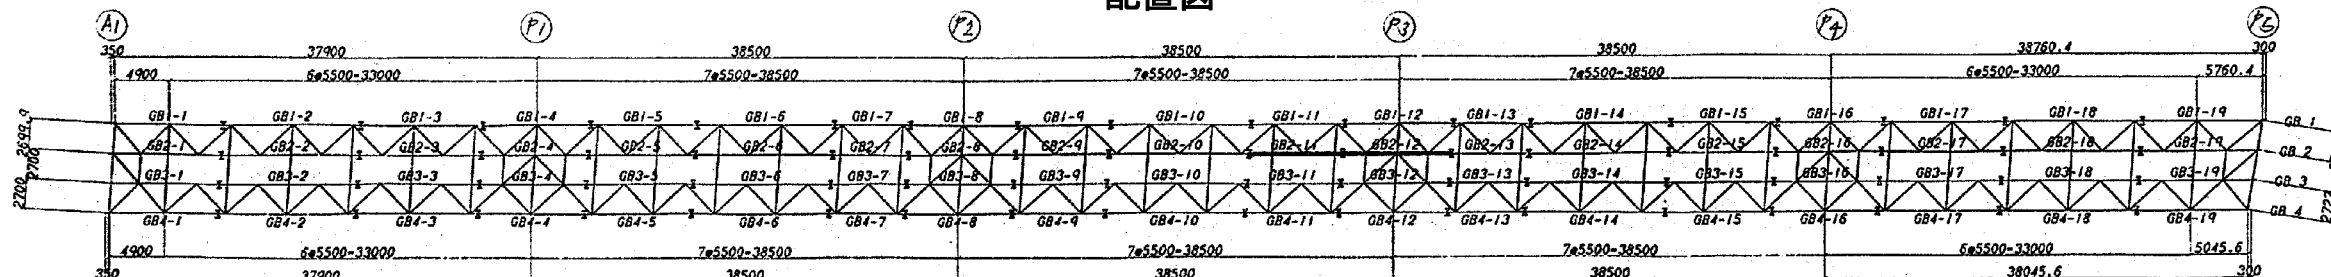 配置図
A1 P1 P2 P3 P4 P5
350 37900 38500 38500 38500 38760.4 300
4900 6@5500=33000 7@5500=38500 7@5500=38500 7@5500=38500 6@5500=33000 5760.4
GB1-1 GB1-2 GB1-3 GB1-4 GB1-5 GB1-6 GB1-7 GB1-8 GB1-9 GB1-10 GB1-11 GB1-12 GB1-13 GB1-14 GB1-15 GB1-16 GB1-17 GB1-18 GB1-19 GB 1
2699.9
GB2-1 GB2-2 GB2-3 GB2-4 GB2-5 GB2-6 GB2-7 GB2-8 GB2-9 GB2-10 GB2-11 GB2-12 GB2-13 GB2-14 GB2-15 GB2-16 GB2-17 GB2-18 GB2-19 GB 2
2700
GB3-1 GB3-2 GB3-3 GB3-4 GB3-5 GB3-6 GB3-7 GB3-8 GB3-9 GB3-10 GB3-11 GB3-12 GB3-13 GB3-14 GB3-15 GB3-16 GB3-17 GB3-18 GB3-19 GB 3
2700
GB4-1 GB4-2 GB4-3 GB4-4 GB4-5 GB4-6 GB4-7 GB4-8 GB4-9 GB4-10 GB4-11 GB4-12 GB4-13 GB4-14 GB4-15 GB4-16 GB4-17 GB4-18 GB4-19 GB 4
4900 6@5500=33000 7@5500=38500 7@5500=38500 7@5500=38500 6@5500=33000 5045.6
350 37900 38500 38500 38500 38045.6 300